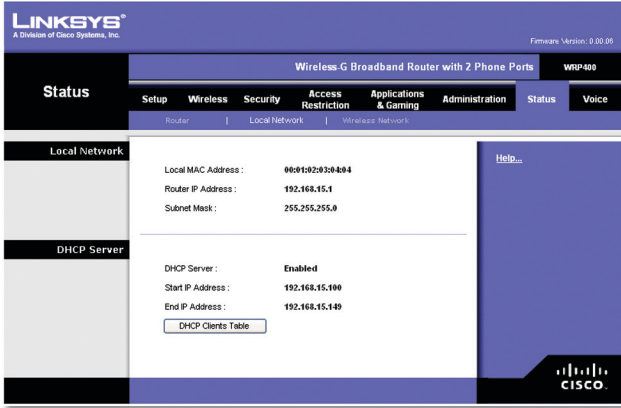 LINKSYS®
A Division of Cisco Systems, Inc.
Firmware Version: 0.00.06
Wireless-G Broadband Router with 2 Phone Ports WRP400
Status
Setup Wireless Security Access Restriction Applications & Gaming Administration Status Voice
Router | Local Network | Wireless Network
Local Network
Help...
Local MAC Address : 00:01:02:03:04:04
Router IP Address : 192.168.15.1
Subnet Mask : 255.255.255.0
DHCP Server
DHCP Server : Enabled
Start IP Address : 192.168.15.100
End IP Address : 192.168.15.149
DHCP Clients Table
CISCO